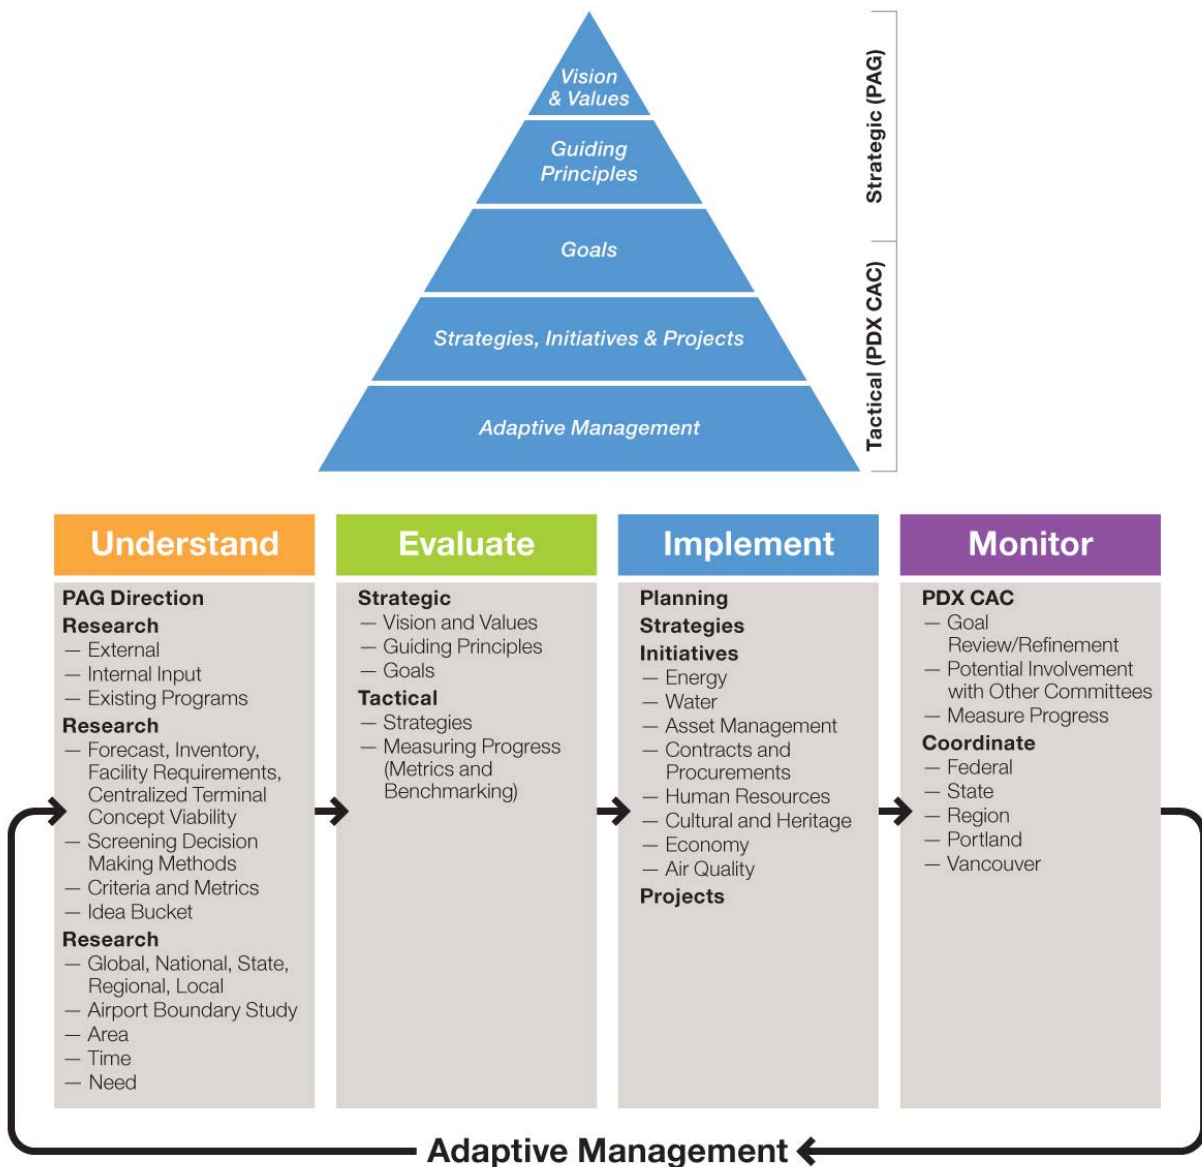 Vision
& Values
Guiding
Principles
Goals
Strategies, Initiatives & Projects
Adaptive Management
Strategic (PAG)
Tactical (PDX CAC)
Understand
PAG Direction
Research
— External
— Internal Input
— Existing Programs
Research
— Forecast, Inventory,
Facility Requirements,
Centralized Terminal
Concept Viability
— Screening Decision
Making Methods
— Criteria and Metrics
— Idea Bucket
Research
— Global, National, State,
Regional, Local
— Airport Boundary Study
— Area
— Time
— Need
Evaluate
Strategic
— Vision and Values
— Guiding Principles
— Goals
Tactical
— Strategies
— Measuring Progress
(Metrics and
Benchmarking)
Implement
Planning
Strategies
Initiatives
— Energy
— Water
— Asset Management
— Contracts and
Procurements
— Human Resources
— Cultural and Heritage
— Economy
— Air Quality
Projects
Monitor
PDX CAC
— Goal
Review/Refinement
— Potential Involvement
with Other Committees
— Measure Progress
Coordinate
— Federal
— State
— Region
— Portland
— Vancouver
Adaptive Management